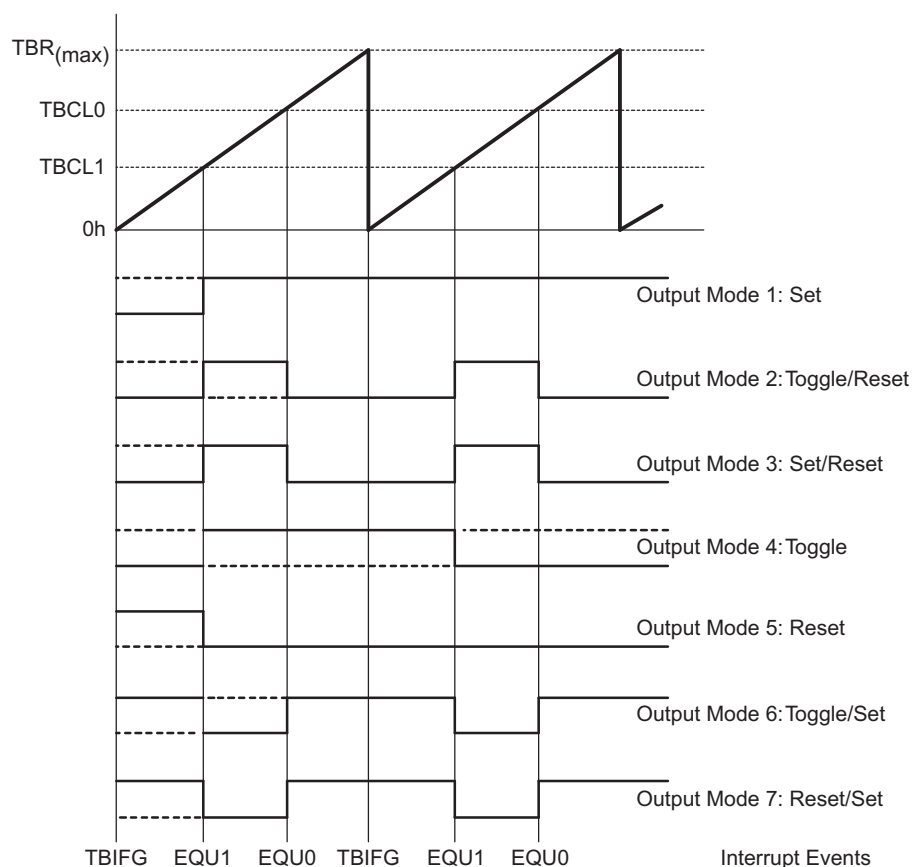 TBR(max)
TBCL0
TBCL1
0h
Output Mode 1: Set
Output Mode 2: Toggle/Reset
Output Mode 3: Set/Reset
Output Mode 4: Toggle
Output Mode 5: Reset
Output Mode 6: Toggle/Set
Output Mode 7: Reset/Set
TBIFG EQU1 EQU0 TBIFG EQU1 EQU0 Interrupt Events